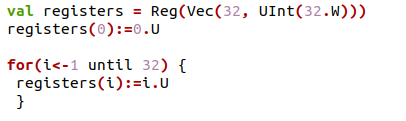 val registers = Reg(Vec(32, UInt(32.W)))
registers(0):=0.U
for(i<-1 until 32) {
registers(i):=i.U
}